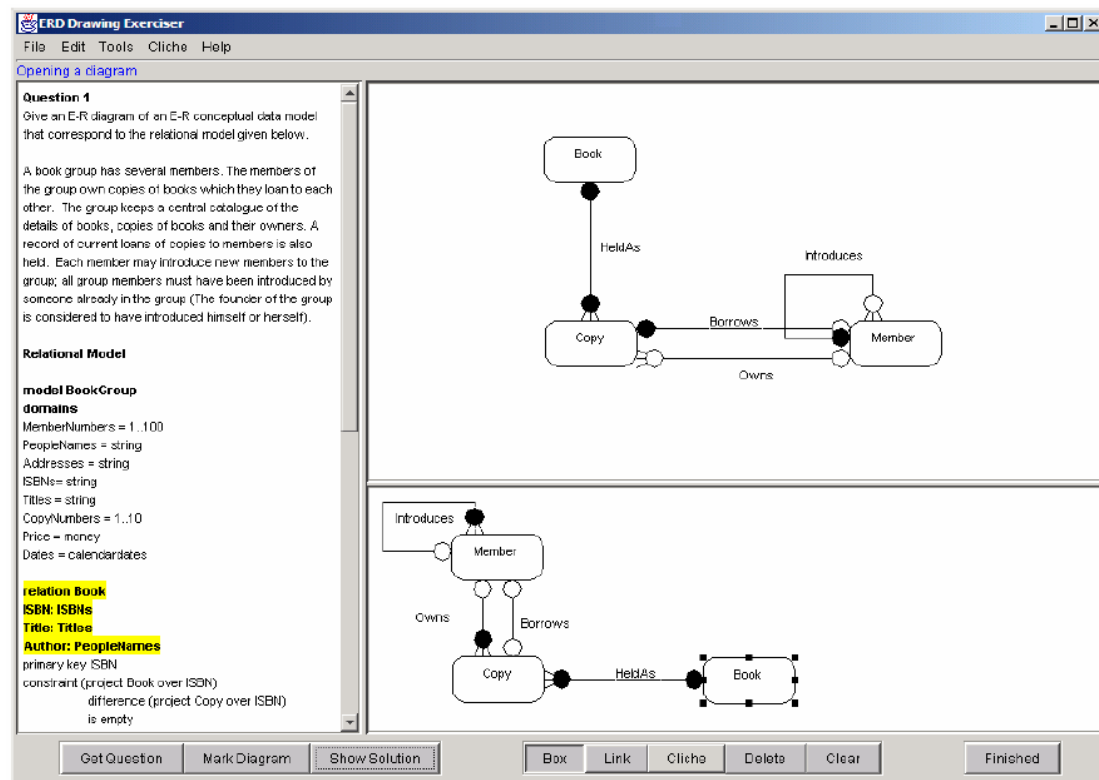 ERD Drawing Exerciser
File Edit Tools Cliche Help
Opening a diagram
Question 1
Give an E-R diagram of an E-R conceptual data model
that correspond to the relational model given below.
A book group has several members. The members of
the group own copies of books which they loan to each
other. The group keeps a central catalogue of the
details of books, copies of books and their owners. A
record of current loans of copies to members is also
held. Each member may introduce new members to the
group; all group members must have been introduced by
someone already in the group (The founder of the group
is considered to have introduced himself or herself).
Relational Model
model BookGroup
domains
MemberNumbers = 1..100
PeopleNames = string
Addresses = string
ISBNs= string
Titles = string
CopyNumbers = 1..10
Price = money
Dates = calendardates
relation Book
ISBN: ISBNs
Title: Titles
Author: PeopleNames
primary key ISBN
constraint (project Book over ISBN)
difference (project Copy over ISBN)
is empty
Book
HeldAs
Introduces
Copy
Borrows
Member
Owns
Introduces
Member
Owns
Borrows
Copy
HeldAs
Book
Get Question Mark Diagram Show Solution Box Link Cliche Delete Clear Finished